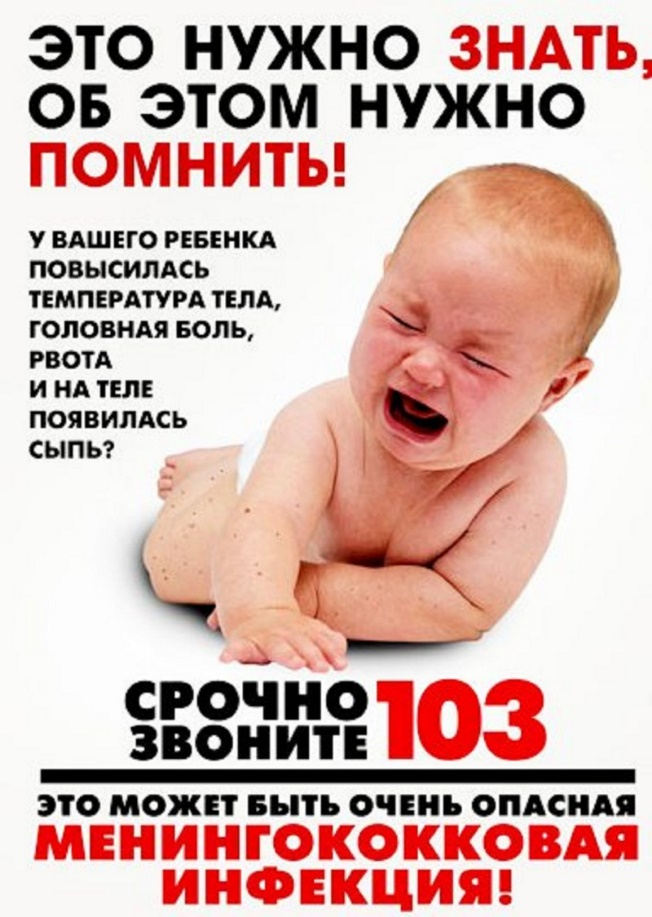 ЭТО НУЖНО ЗНАТЬ,
ОБ ЭТОМ НУЖНО
ПОМНИТЬ!
У ВАШЕГО РЕБЕНКА
ПОВЫСИЛАСЬ
ТЕМПЕРАТУРА ТЕЛА,
ГОЛОВНАЯ БОЛЬ,
РВОТА
И НА ТЕЛЕ
ПОЯВИЛАСЬ
СЫПЬ?
СРОЧНО
ЗВОНИТЕ 103
ЭТО МОЖЕТ БЫТЬ ОЧЕНЬ ОПАСНАЯ
МЕНИНГОКОККОВАЯ
ИНФЕКЦИЯ!